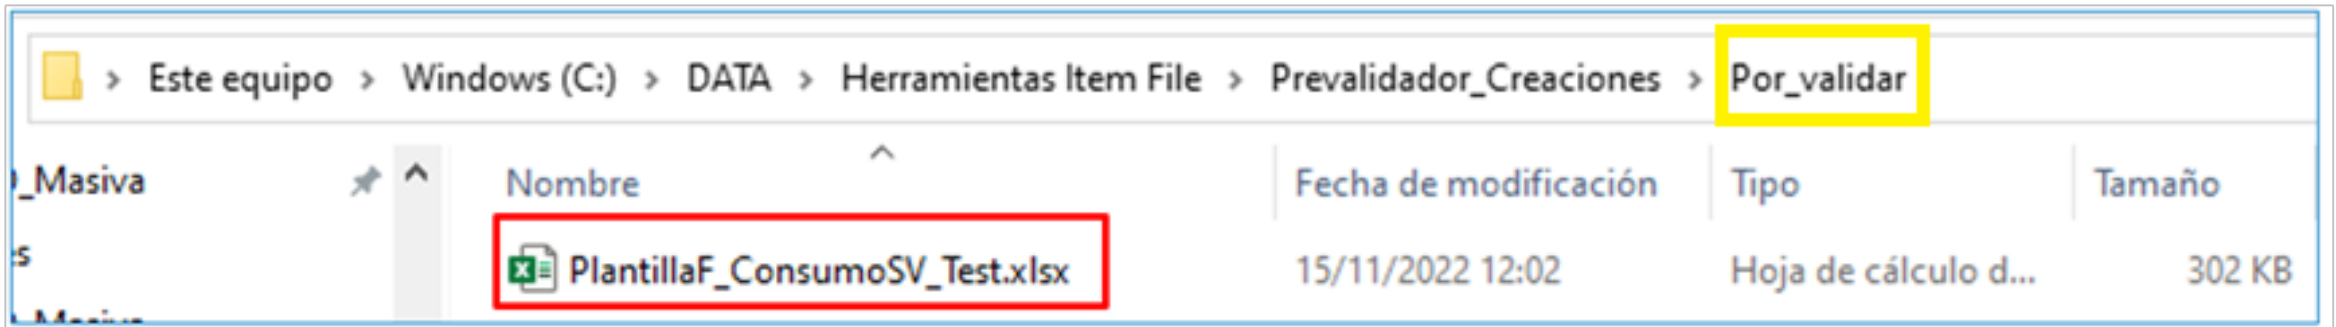 > Este equipo > Windows (C:) > DATA > Herramientas Item File > Prevalidador_Creaciones > Por_validar
_Masiva Nombre Fecha de modificación Tipo Tamaño
s PlantillaF_ConsumoSV_Test.xlsx 15/11/2022 12:02 Hoja de cálculo d... 302 KB